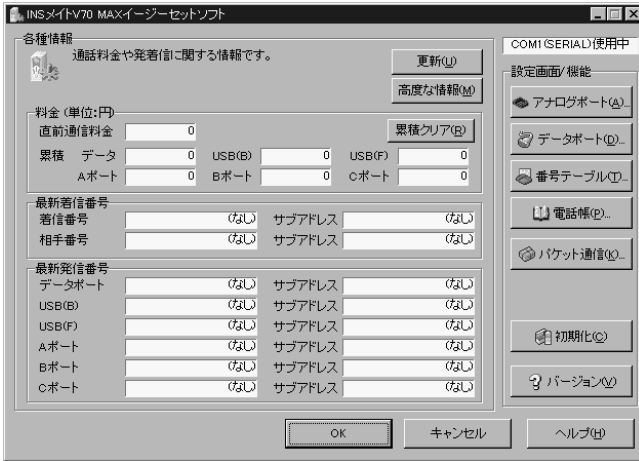 INSメイトV70 MAXイージーセットソフト
各種情報
通話料金や発着信に関する情報です。
更新(U)
高度な情報(M)
料金(単位:円)
直前通信料金 0
累積クリア(R)
累積 データ 0 USB(B) 0 USB(F) 0
Aポート 0 Bポート 0 Cポート 0
最新着信番号
着信番号 (なし) サブアドレス (なし)
相手番号 (なし) サブアドレス (なし)
最新発信番号
データポート (なし) サブアドレス (なし)
USB(B) (なし) サブアドレス (なし)
USB(F) (なし) サブアドレス (なし)
Aポート (なし) サブアドレス (なし)
Bポート (なし) サブアドレス (なし)
Cポート (なし) サブアドレス (なし)
COM1(SERIAL)使用中
設定画面/機能
アナログポート(A)...
データポート(D)...
番号テーブル(T)...
電話帳(P)...
パケット通信(K)...
初期化(C)
バージョン(V)
OK
キャンセル
ヘルプ(H)